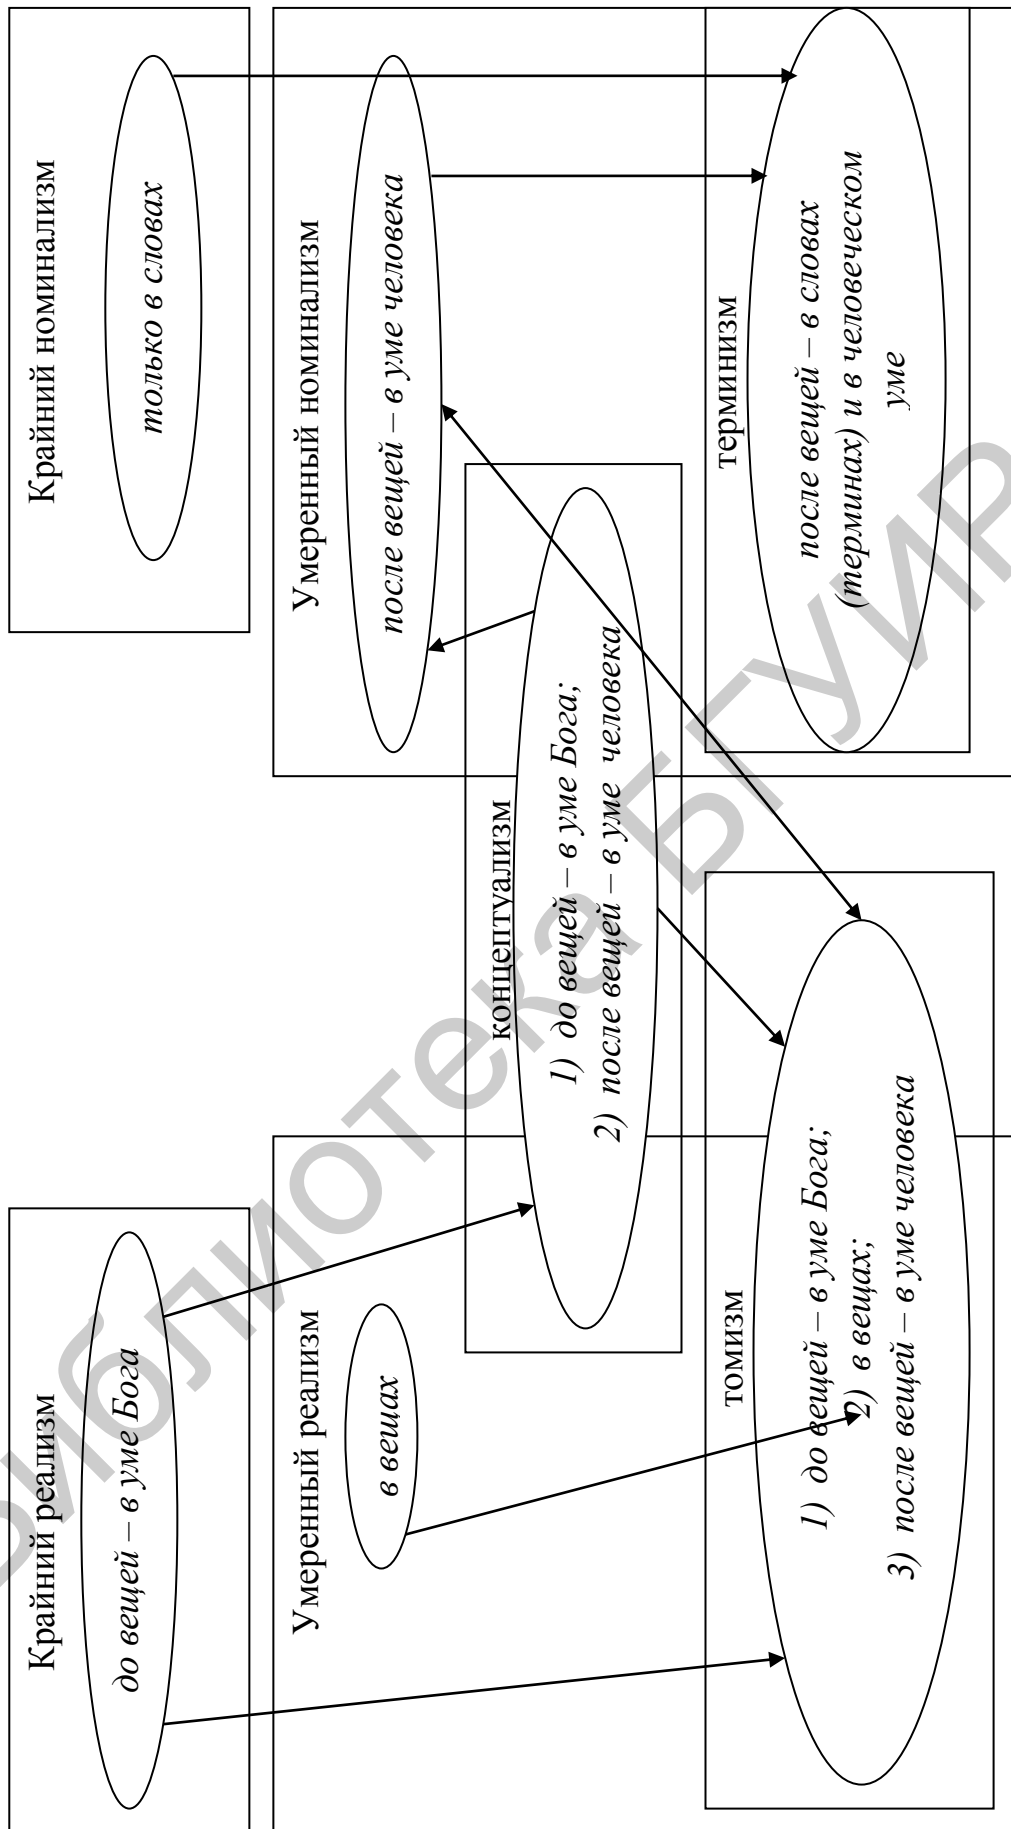 Крайний реализм
до вещей – в уме Бога
Крайний номинализм
только в словах
Умеренный реализм
в вещах
Умеренный номинализм
после вещей – в уме человека
концептуализм
1) до вещей – в уме Бога;
2) после вещей – в уме человека
томизм
1) до вещей – в уме Бога;
2) в вещах;
3) после вещей – в уме человека
терминизм
после вещей – в словах
(терминах) и в человеческом
уме
Библиотека БГУИР